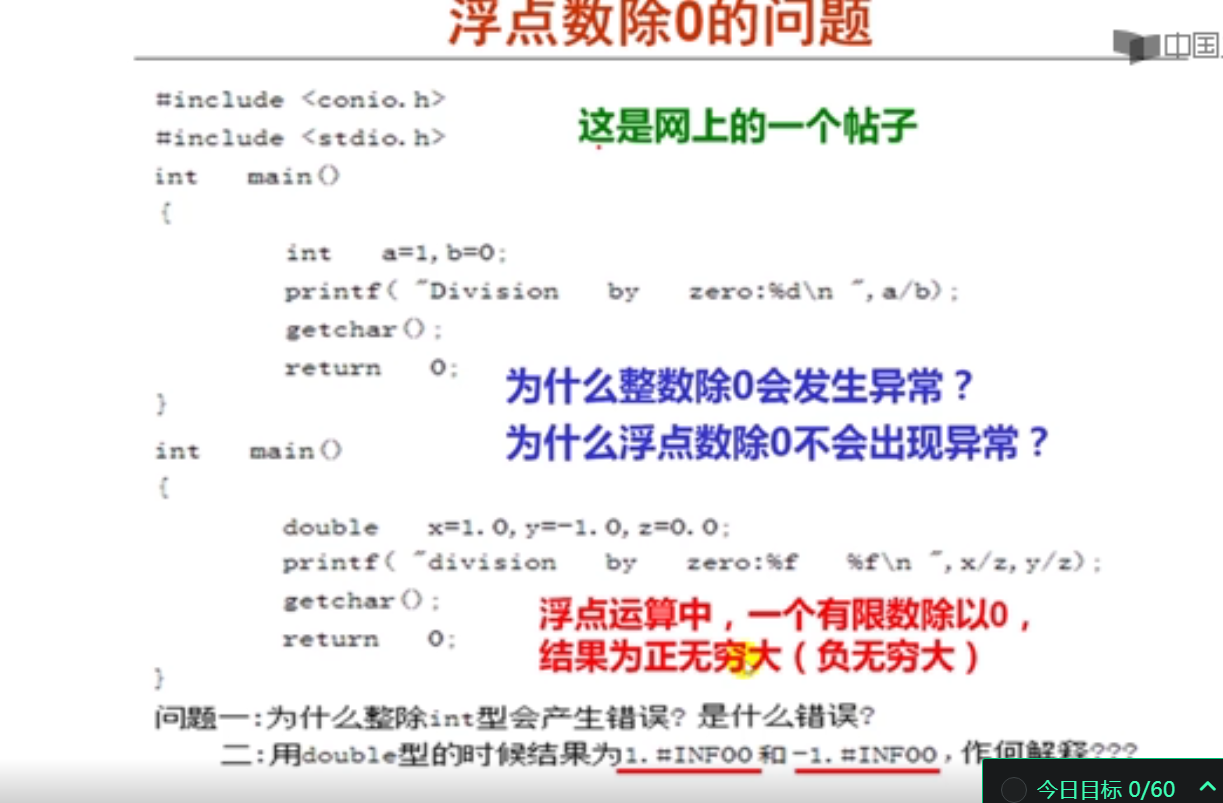 浮点数除0的问题
中国
#include <conio.h>
#include <stdio.h>
这是网上的一个帖子
int main()
{
int a=1,b=0;
printf( "Division by zero:%d\n ",a/b);
getchar();
return 0;
}
为什么整数除0会发生异常？
为什么浮点数除0不会出现异常？
int main()
{
double x=1.0,y=-1.0,z=0.0;
printf( "division by zero:%f %f\n ",x/z,y/z);
getchar();
return 0;
}
浮点运算中，一个有限数除以0，
结果为正无穷大（负无穷大）
问题一:为什么整除int型会产生错误? 是什么错误?
二:用double型的时候结果为1.#INF00和-1.#INF00,作何解释???
今日目标 0/60